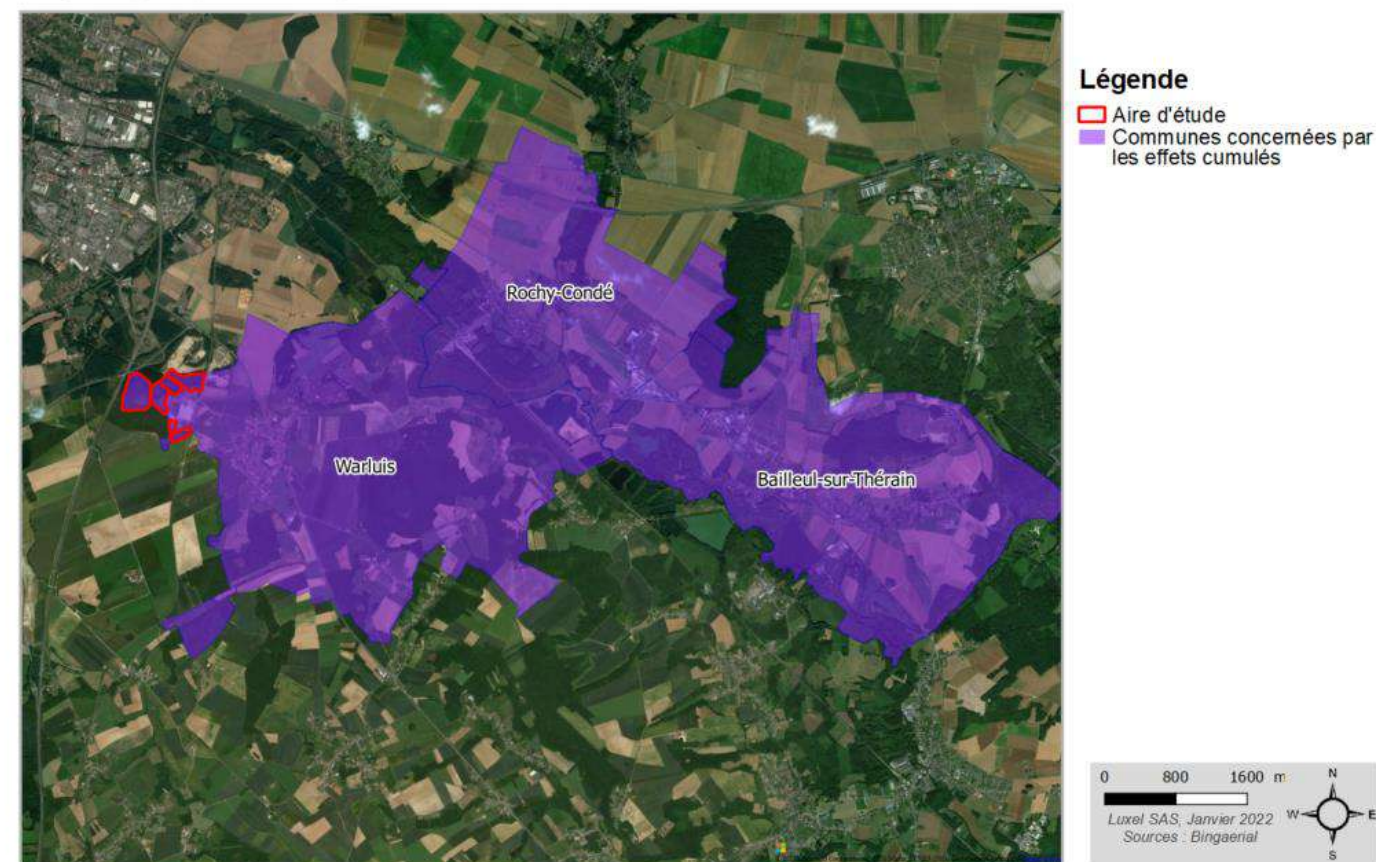 Rochy-Condé
Warluis
Bailleul-sur-Thérain
Légende
Aire d'étude
Communes concernées par
les effets cumulés
0 800 1600 m
N
W E
S
Luxel SAS, Janvier 2022
Sources : Bingaerial